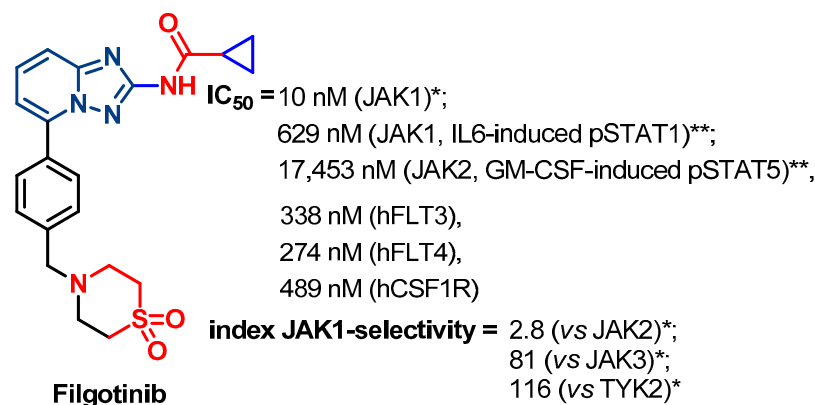 O
N
NH
N
N
IC50 = 10 nM (JAK1)*;
629 nM (JAK1, IL6-induced pSTAT1)**;
17,453 nM (JAK2, GM-CSF-induced pSTAT5)**,
338 nM (hFLT3),
274 nM (hFLT4),
489 nM (hCSF1R)
N
S=O
O
index JAK1-selectivity = 2.8 (vs JAK2)*;
81 (vs JAK3)*;
116 (vs TYK2)*
Filgotinib